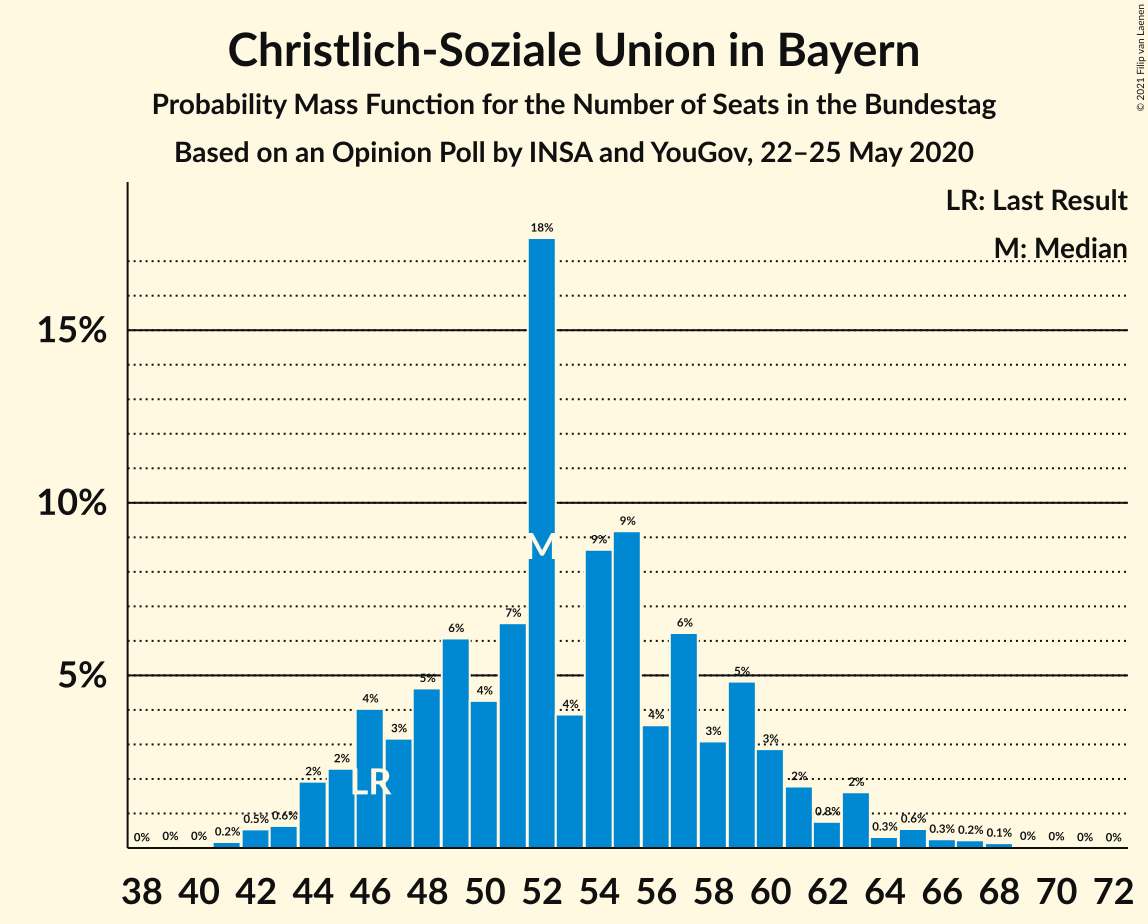 Christlich-Soziale Union in Bayern
Probability Mass Function for the Number of Seats in the Bundestag
Based on an Opinion Poll by INSA and YouGov, 22–25 May 2020
© 2021 Filip van Laenen
LR: Last Result
M: Median
15%
10%
5%
0% 0% 0% 0.2% 0.5% 0.6% 2% 2% 4% 3% 5% 6% 4% 7% 18% 4% 9% 9% 4% 6% 3% 5% 3% 2% 0.8% 2% 0.3% 0.6% 0.3% 0.2% 0.1% 0% 0% 0% 0%
M
LR
38 40 42 44 46 48 50 52 54 56 58 60 62 64 66 68 70 72